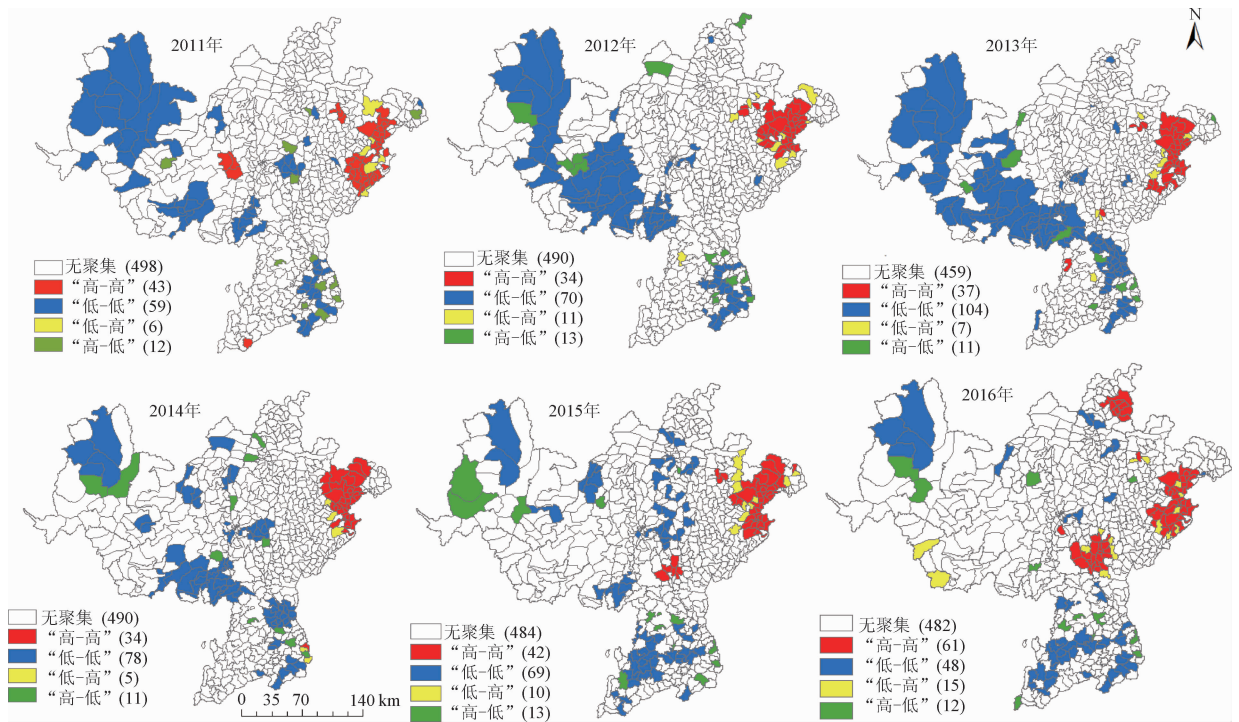 N
2011年
无聚集 (498)
“高-高” (43)
“低-低” (59)
“低-高” (6)
“高-低” (12)
2012年
无聚集 (490)
“高-高” (34)
“低-低” (70)
“低-高” (11)
“高-低” (13)
2013年
无聚集 (459)
“高-高” (37)
“低-低” (104)
“低-高” (7)
“高-低” (11)
2014年
无聚集 (490)
“高-高” (34)
“低-低” (78)
“低-高” (5)
“高-低” (11)
0 35 70 140 km
2015年
无聚集 (484)
“高-高” (42)
“低-低” (69)
“低-高” (10)
“高-低” (13)
2016年
无聚集 (482)
“高-高” (61)
“低-低” (48)
“低-高” (15)
“高-低” (12)